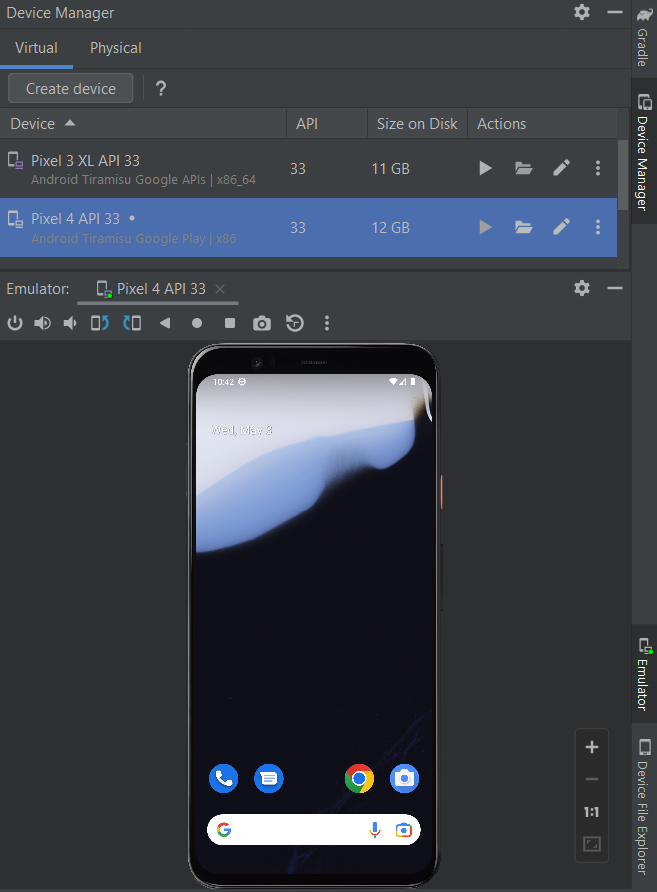 Device Manager
Virtual Physical
Create device ?
Device API Size on Disk Actions
Pixel 3 XL API 33 33 11 GB
Android Tiramisu Google APIs | x86_64
Pixel 4 API 33 • 33 12 GB
Android Tiramisu Google Play | x86
Emulator: Pixel 4 API 33
10:42
Wed, May 3
1:1
Gradle
Device Manager
Emulator
Device File Explorer